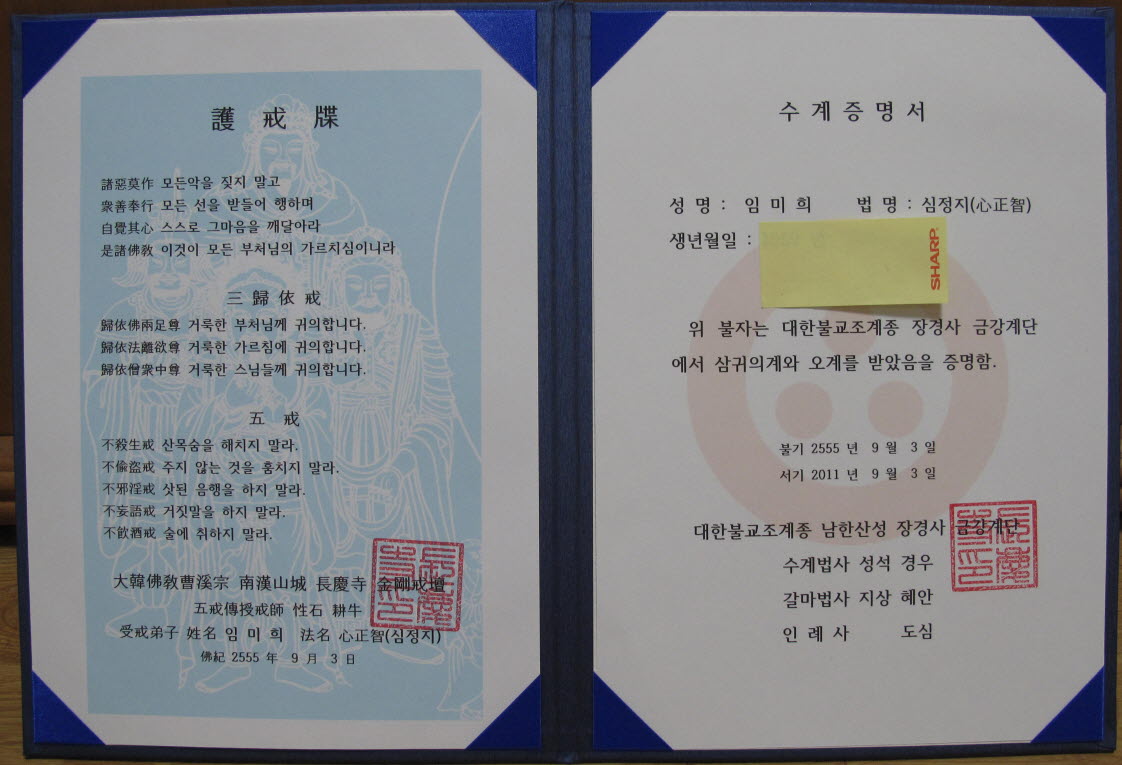 護戒牒
諸惡莫作 모든악을 짖지 말고
衆善奉行 모든 선을 받들어 행하며
自覺其心 스스로 그마음을 깨달아라
是諸佛敎 이것이 모든 부처님의 가르치심이니라
三歸依戒
歸依佛兩足尊 거룩한 부처님께 귀의합니다.
歸依法離欲尊 거룩한 가르침에 귀의합니다.
歸依僧衆中尊 거룩한 스님들께 귀의합니다.
五 戒
不殺生戒 산목숨을 해치지 말라.
不偸盜戒 주지 않는 것을 훔치지 말라.
不邪淫戒 삿된 음행을 하지 말라.
不妄語戒 거짓말을 하지 말라.
不飮酒戒 술에 취하지 말라.
大韓佛敎曹溪宗 南漢山城 長慶寺 金剛戒壇
五戒傳授戒師 性石 耕牛
受戒弟子 姓名 임미희 法名 心正智(심정지)
佛紀 2555 年 9 月 3 日
수계증명서
성 명 : 임 미 희 법 명 : 심정지(心正智)
생년월일 :
SHARP
위 불자는 대한불교조계종 장경사 금강계단
에서 삼귀의계와 오계를 받았음을 증명함.
불기 2555 년 9 월 3 일
서기 2011 년 9 월 3 일
대한불교조계종 남한산성 장경사 금강계단
수계법사 성석 경우
갈마법사 지상 혜안
인례사 도심